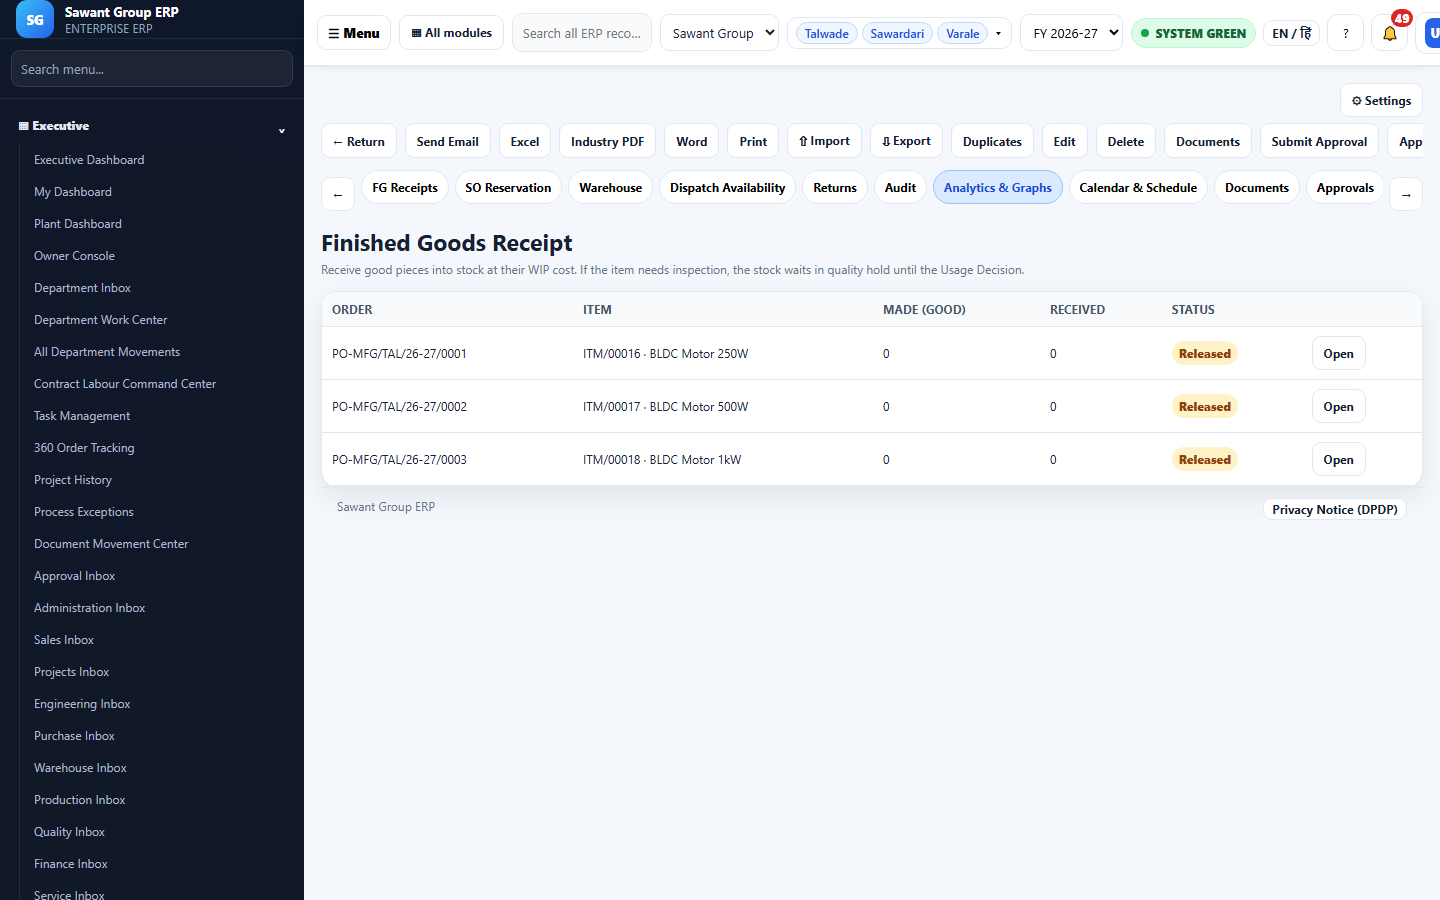 SG
Sawant Group ERP
ENTERPRISE ERP
☰ Menu
All modules
Search all ERP reco...
Sawant Group
Talwade
Sawardari
Varale
FY 2026-27
SYSTEM GREEN
EN / हिं
?
49
U
Search menu...
Executive
Executive Dashboard
My Dashboard
Plant Dashboard
Owner Console
Department Inbox
Department Work Center
All Department Movements
Contract Labour Command Center
Task Management
360 Order Tracking
Project History
Process Exceptions
Document Movement Center
Approval Inbox
Administration Inbox
Sales Inbox
Projects Inbox
Engineering Inbox
Purchase Inbox
Warehouse Inbox
Production Inbox
Quality Inbox
Finance Inbox
Service Inbox
⚙ Settings
← Return
Send Email
Excel
Industry PDF
Word
Print
⇧ Import
⇩ Export
Duplicates
Edit
Delete
Documents
Submit Approval
App
←
FG Receipts
SO Reservation
Warehouse
Dispatch Availability
Returns
Audit
Analytics & Graphs
Calendar & Schedule
Documents
Approvals
→
Finished Goods Receipt
Receive good pieces into stock at their WIP cost. If the item needs inspection, the stock waits in quality hold until the Usage Decision.
ORDER ITEM MADE (GOOD) RECEIVED STATUS
PO-MFG/TAL/26-27/0001 ITM/00016 · BLDC Motor 250W 0 0 Released Open
PO-MFG/TAL/26-27/0002 ITM/00017 · BLDC Motor 500W 0 0 Released Open
PO-MFG/TAL/26-27/0003 ITM/00018 · BLDC Motor 1kW 0 0 Released Open
Sawant Group ERP
Privacy Notice (DPDP)